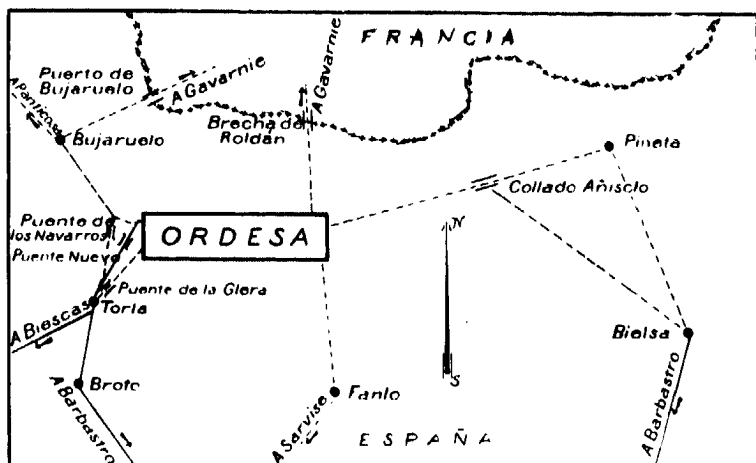 FRANCIA
Puerto de
Bujaruelo
A Gavarnie
A Gavarnie
A Panticosa
Bujaruelo
Brecha de
Roldán
Pineta
Collado Añisclo
Puente de
los Navarros
ORDESA
Puente Nuevo
N
Puente de la Glera
Torla
A Biescas
S
Bielsa
Broto
Fanlo
A Barbastro
A Sarvise
A Barbastro
ESPAÑA